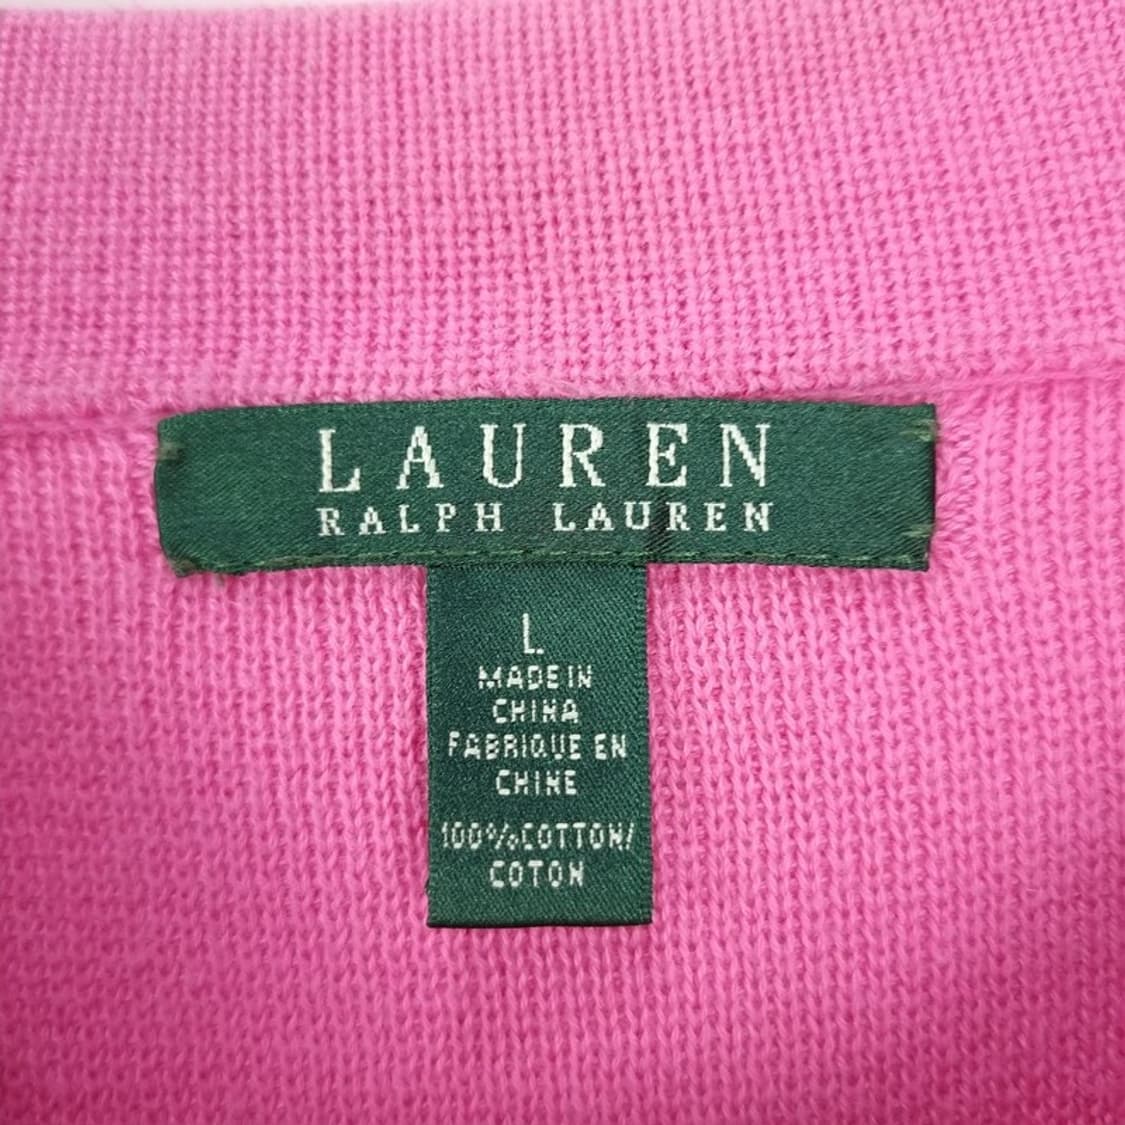 LAUREN
RALPH LAUREN
L
MADE IN
CHINA
FABRIQUE EN
CHINE
100% COTTON/
COTON